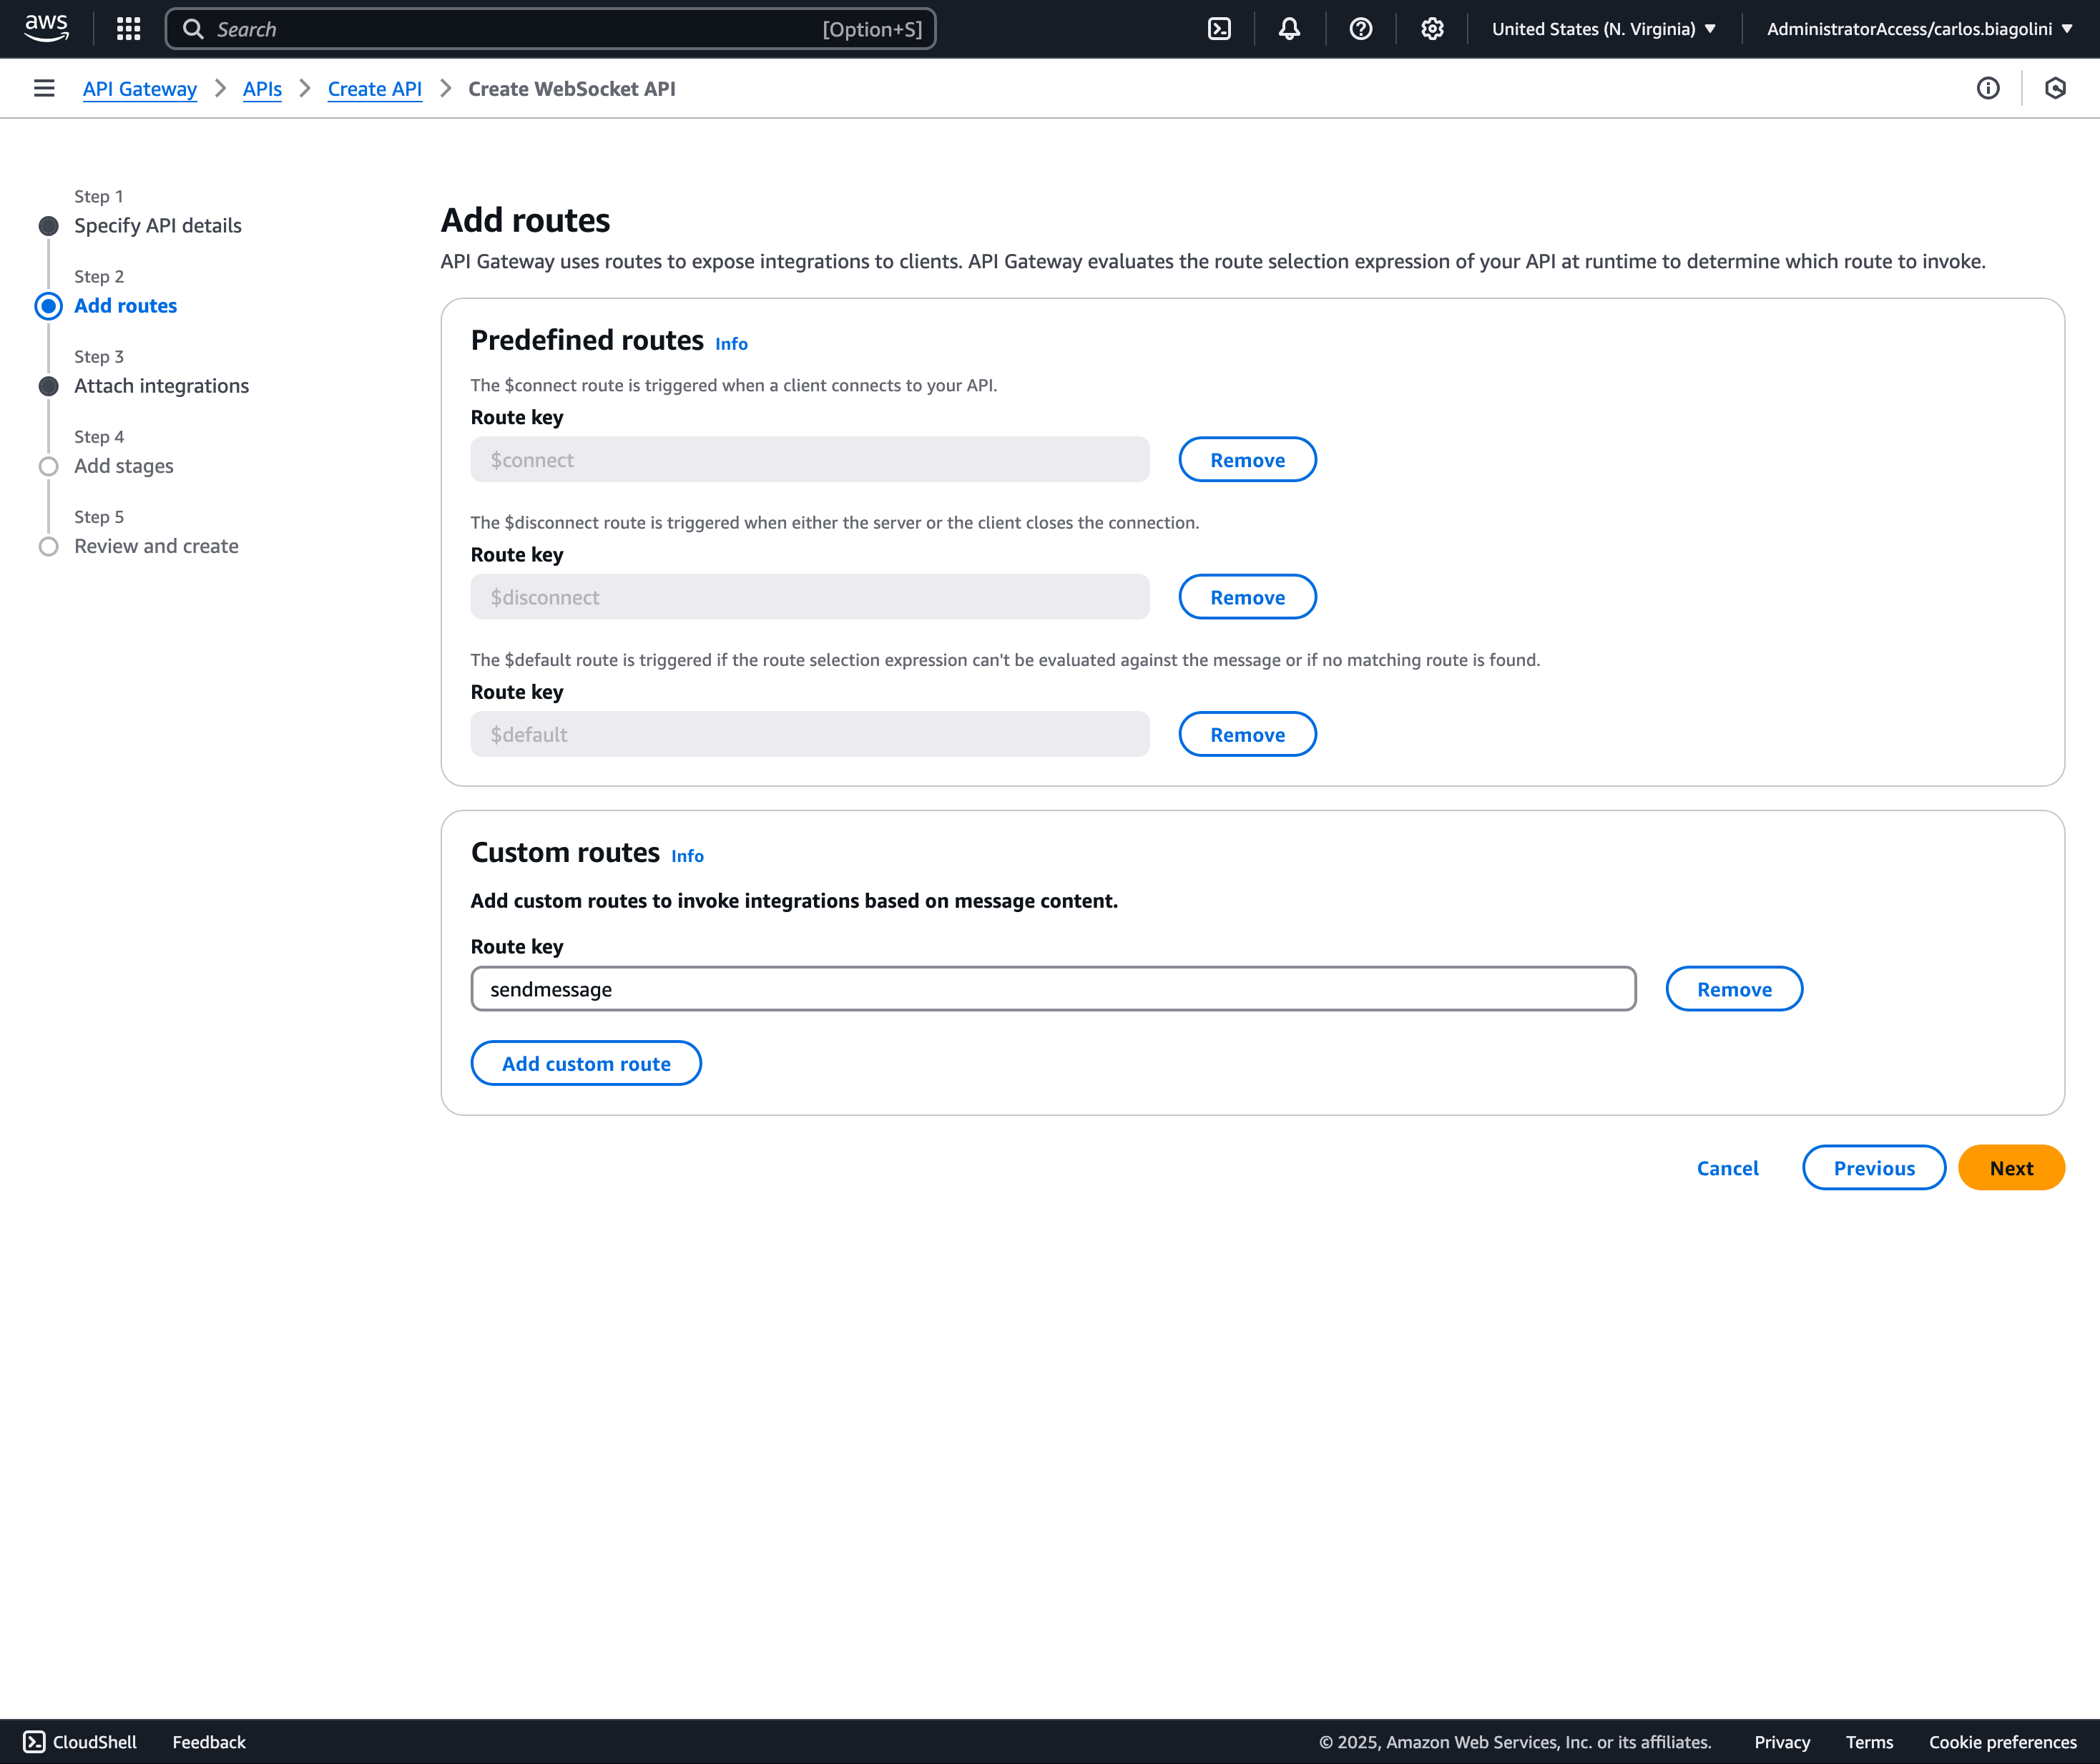 aws
Search
[Option+S]
United States (N. Virginia)
AdministratorAccess/carlos.biagolini
API Gateway
APIs
Create API
Create WebSocket API
Step 1
Specify API details
Step 2
Add routes
Step 3
Attach integrations
Step 4
Add stages
Step 5
Review and create
Add routes
API Gateway uses routes to expose integrations to clients. API Gateway evaluates the route selection expression of your API at runtime to determine which route to invoke.
Predefined routes Info
The $connect route is triggered when a client connects to your API.
Route key
$connect
Remove
The $disconnect route is triggered when either the server or the client closes the connection.
Route key
$disconnect
Remove
The $default route is triggered if the route selection expression can't be evaluated against the message or if no matching route is found.
Route key
$default
Remove
Custom routes Info
Add custom routes to invoke integrations based on message content.
Route key
sendmessage
Remove
Add custom route
Cancel
Previous
Next
CloudShell
Feedback
© 2025, Amazon Web Services, Inc. or its affiliates.
Privacy
Terms
Cookie preferences